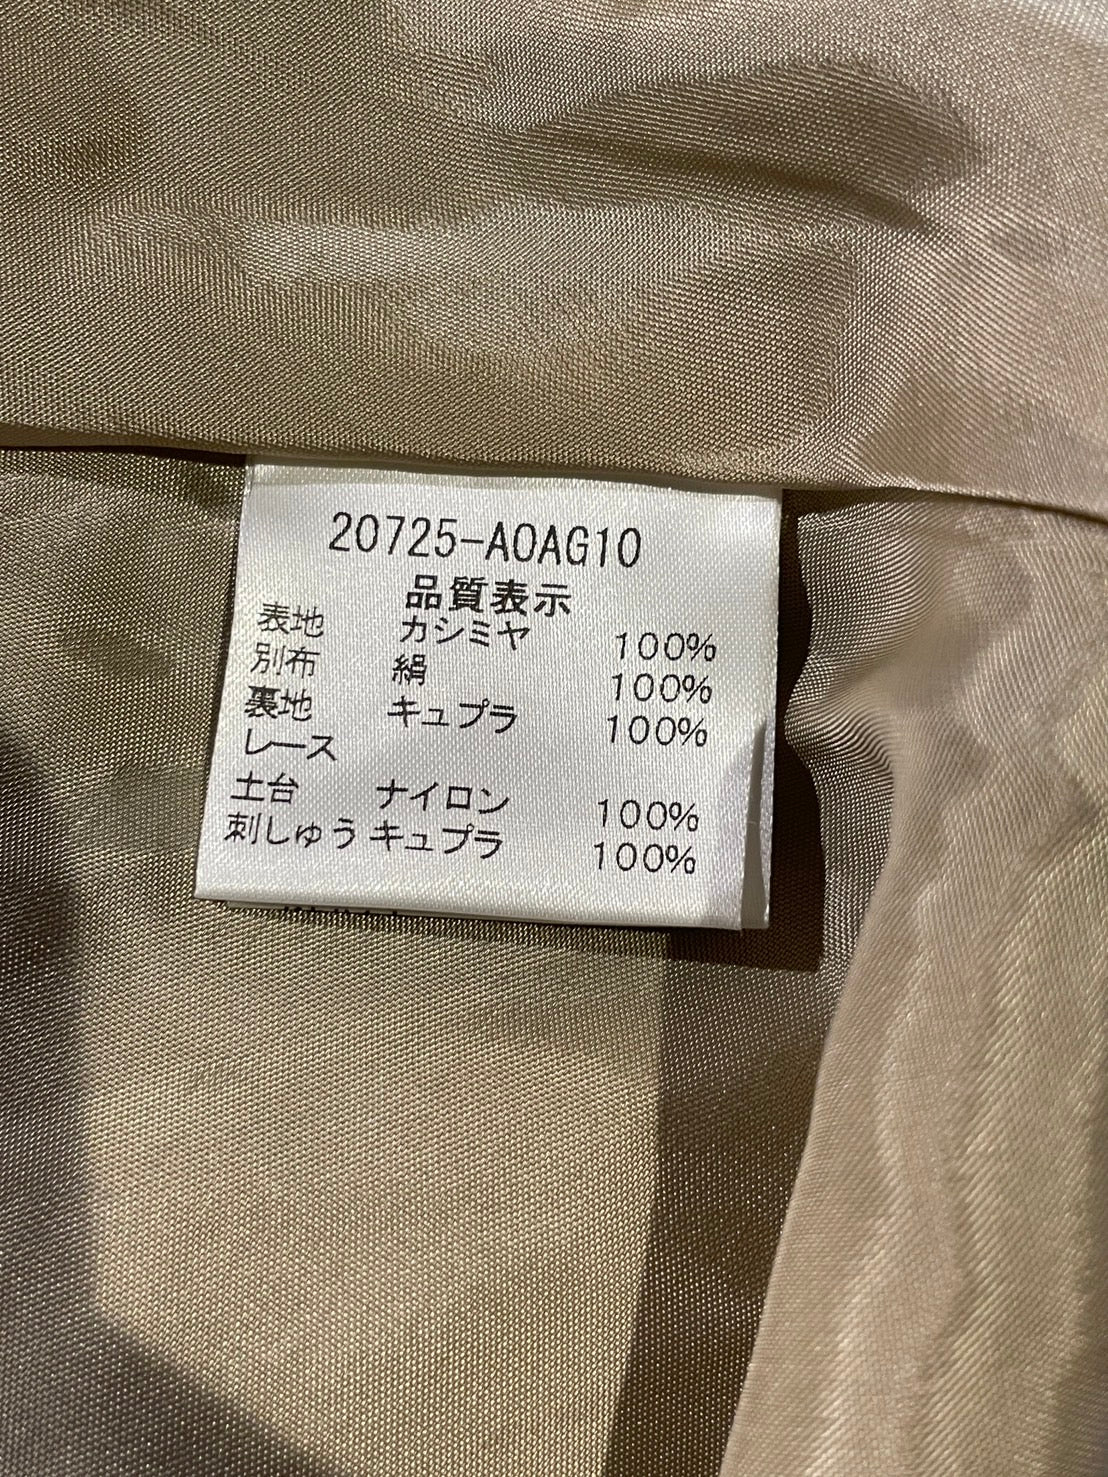 20725-A0AG10
品質表示
表地 カシミヤ 100%
別布 絹 100%
裏地 キュプラ 100%
レース
土台 ナイロン 100%
刺しゅう キュプラ 100%